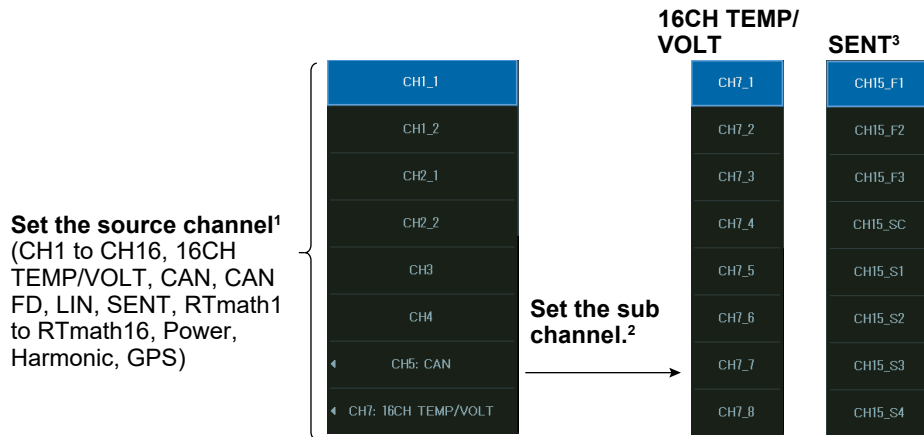 16CH TEMP/
VOLT
SENT³
CH1_1
CH1_2
CH2_1
CH2_2
CH3
CH4
CH5: CAN
CH7: 16CH TEMP/VOLT
Set the source channel¹
(CH1 to CH16, 16CH
TEMP/VOLT, CAN, CAN
FD, LIN, SENT, RTmath1
to RTmath16, Power,
Harmonic, GPS)
Set the sub
channel.²
CH7_1
CH7_2
CH7_3
CH7_4
CH7_5
CH7_6
CH7_7
CH7_8
CH15_F1
CH15_F2
CH15_F3
CH15_SC
CH15_S1
CH15_S2
CH15_S3
CH15_S4